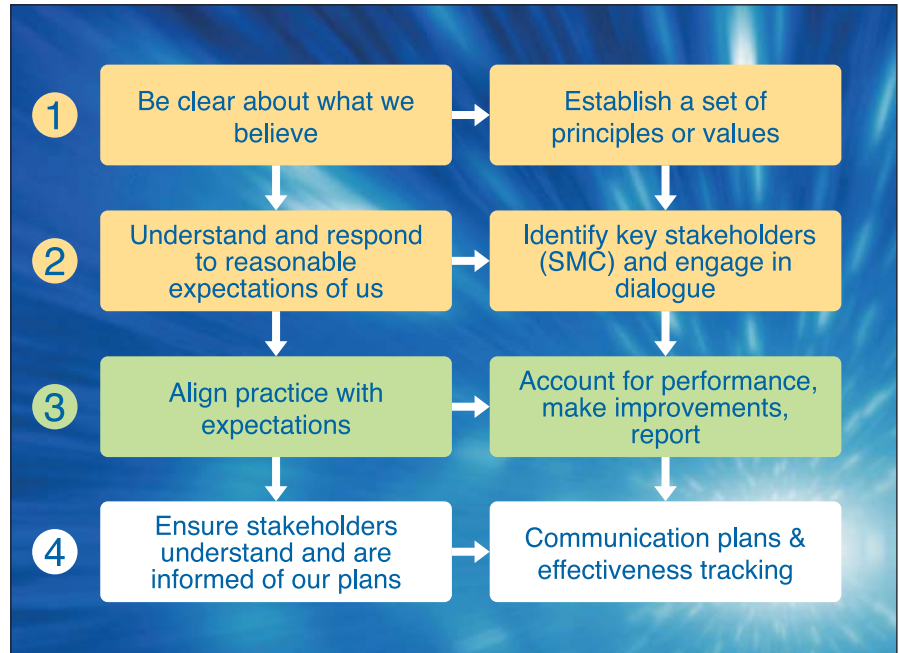 1
Be clear about what we
believe
Establish a set of
principles or values
2
Understand and respond
to reasonable
expectations of us
Identify key stakeholders
(SMC) and engage in
dialogue
3
Align practice with
expectations
Account for performance,
make improvements,
report
4
Ensure stakeholders
understand and are
informed of our plans
Communication plans &
effectiveness tracking